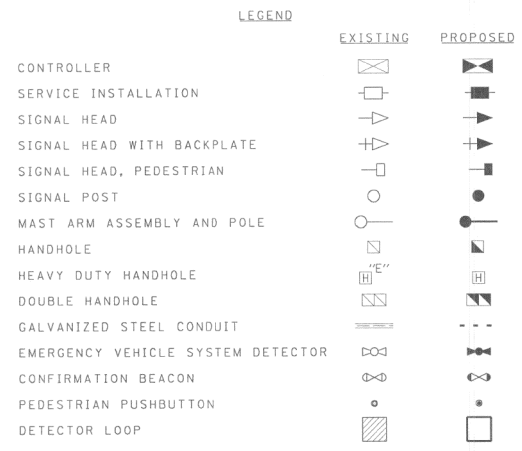 LEGEND
EXISTING PROPOSED
CONTROLLER
SERVICE INSTALLATION
SIGNAL HEAD
SIGNAL HEAD WITH BACKPLATE
SIGNAL HEAD, PEDESTRIAN
SIGNAL POST
MAST ARM ASSEMBLY AND POLE
HANDHOLE
HEAVY DUTY HANDHOLE H "E" H
DOUBLE HANDHOLE
GALVANIZED STEEL CONDUIT
EMERGENCY VEHICLE SYSTEM DETECTOR
CONFIRMATION BEACON
PEDESTRIAN PUSHBUTTON
DETECTOR LOOP